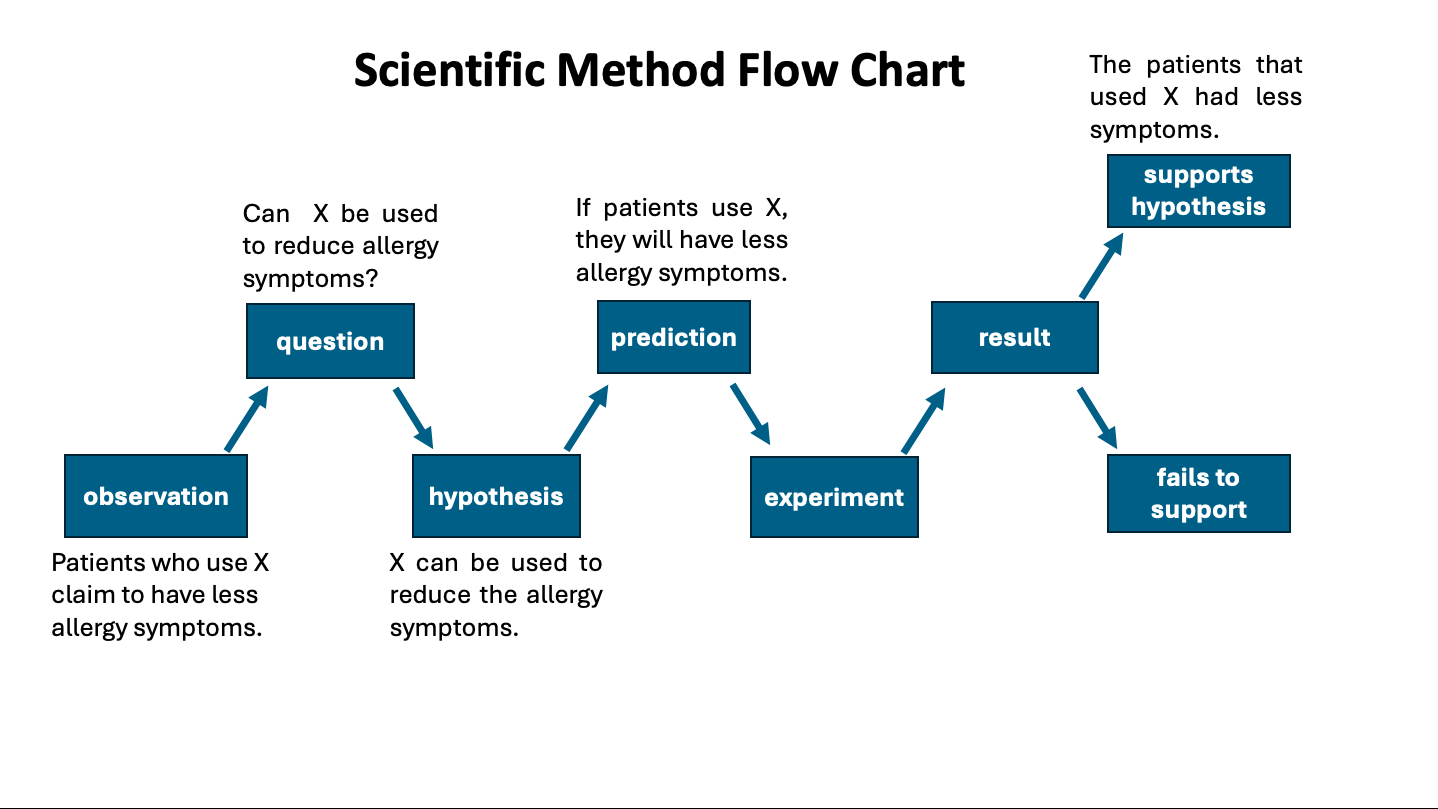 Scientific Method Flow Chart
The patients that
used X had less
symptoms.
supports
hypothesis
Can X be used
to reduce allergy
symptoms?
question
If patients use X,
they will have less
allergy symptoms.
prediction
result
observation
Patients who use X
claim to have less
allergy symptoms.
hypothesis
X can be used to
reduce the allergy
symptoms.
experiment
fails to
support